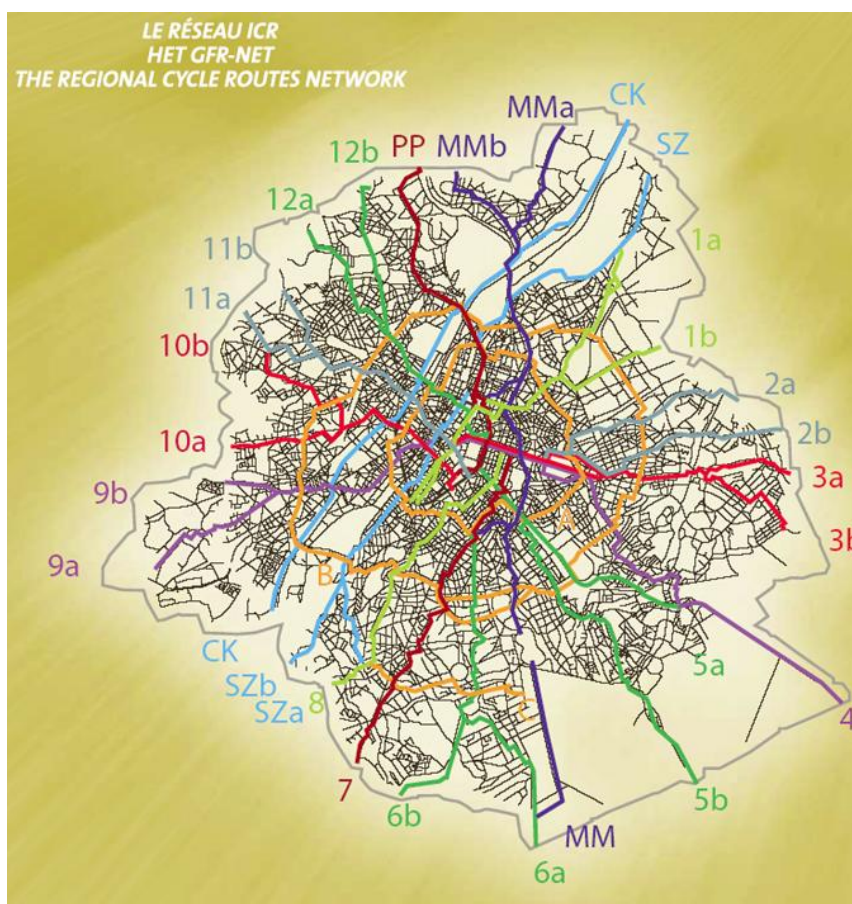 LE RÉSEAU ICR
HET GFR-NET
THE REGIONAL CYCLE ROUTES NETWORK
CK
MMa
SZ
PP
MMb
12b
12a
1a
11b
11a
1b
10b
2a
2b
10a
3a
9b
A
3b
9a
B
CK
5a
SZb
8
SZa
C
4
7
5b
6b
MM
6a